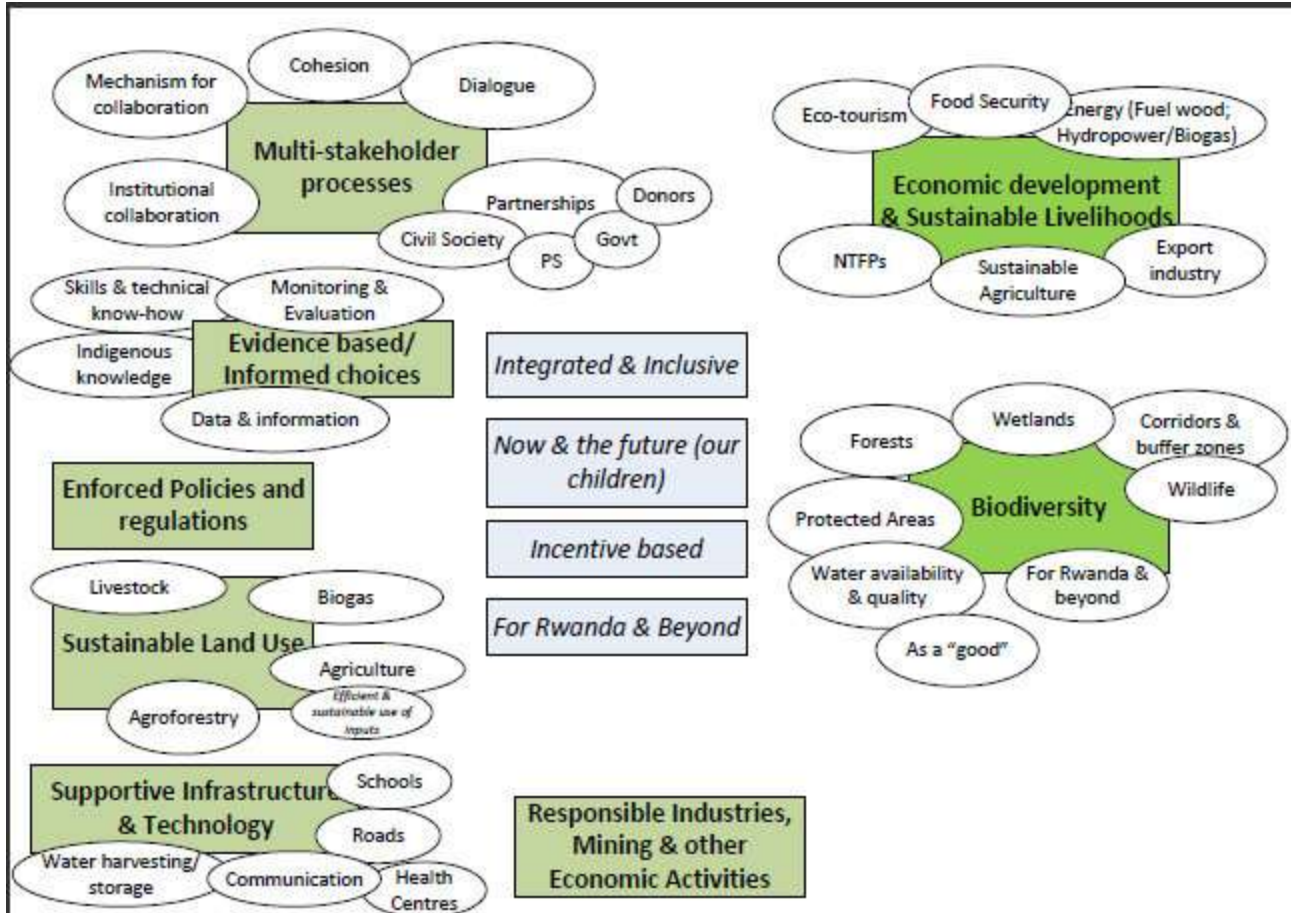 Mechanism for
collaboration
Cohesion
Dialogue
Multi-stakeholder
processes
Institutional
collaboration
Partnerships
Donors
Civil Society
PS
Govt
Eco-tourism
Food Security
Energy (Fuel wood;
Hydropower/Biogas)
Economic development
& Sustainable Livelihoods
NTFPs
Sustainable
Agriculture
Export
industry
Skills & technical
know-how
Monitoring &
Evaluation
Indigenous
knowledge
Evidence based/
Informed choices
Data & information
Integrated & Inclusive
Now & the future (our
children)
Incentive based
For Rwanda & Beyond
Forests
Wetlands
Corridors &
buffer zones
Wildlife
Protected Areas
Biodiversity
Water availability
& quality
For Rwanda &
beyond
As a “good”
Enforced Policies and
regulations
Livestock
Biogas
Sustainable Land Use
Agriculture
Efficient &
sustainable use of
inputs
Agroforestry
Supportive Infrastructure
& Technology
Schools
Roads
Water harvesting/
storage
Communication
Health
Centres
Responsible Industries,
Mining & other
Economic Activities